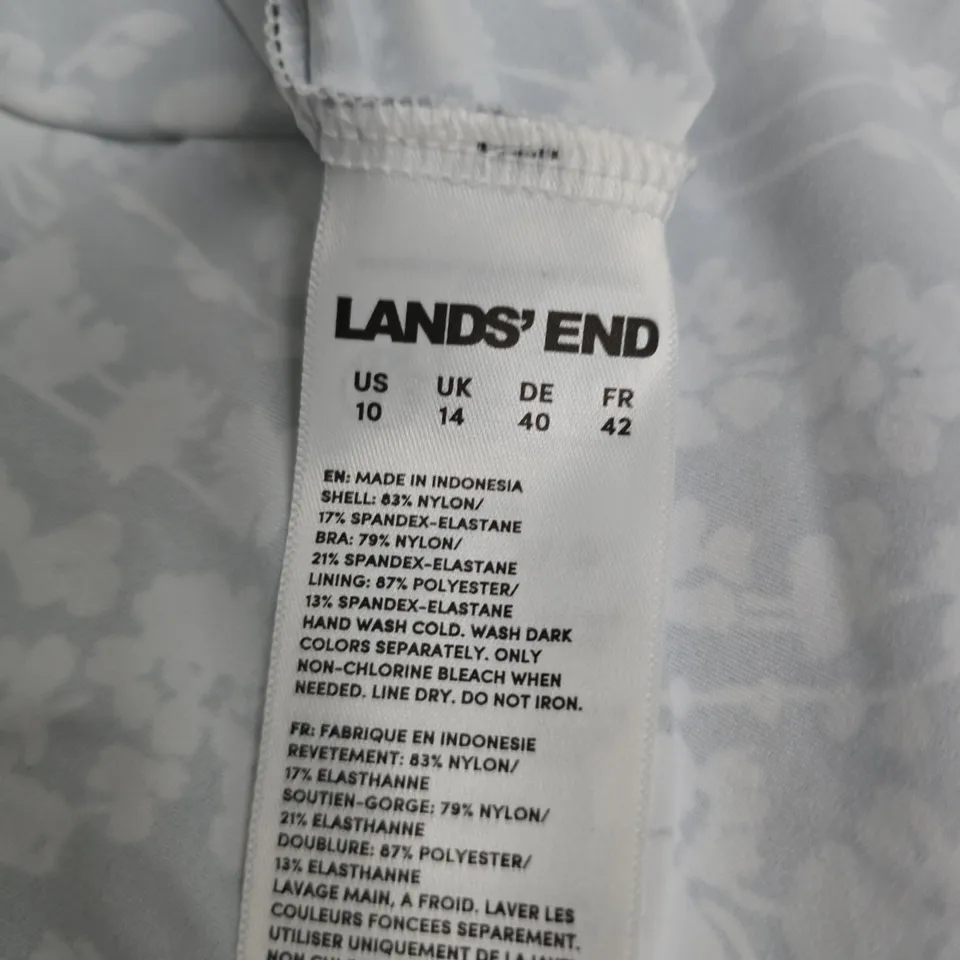 LANDS' END
US UK DE FR
10 14 40 42
EN: MADE IN INDONESIA
SHELL: 83% NYLON/
17% SPANDEX-ELASTANE
BRA: 79% NYLON/
21% SPANDEX-ELASTANE
LINING: 87% POLYESTER/
13% SPANDEX-ELASTANE
HAND WASH COLD. WASH DARK
COLORS SEPARATELY. ONLY
NON-CHLORINE BLEACH WHEN
NEEDED. LINE DRY. DO NOT IRON.
FR: FABRIQUE EN INDONESIE
REVETEMENT: 83% NYLON/
17% ELASTHANNE
SOUTIEN-GORGE: 79% NYLON/
21% ELASTHANNE
DOUBLURE: 87% POLYESTER/
13% ELASTHANNE
LAVAGE MAIN, A FROID. LAVER LES
COULEURS FONCEES SEPAREMENT.
UTILISER UNIQUEMENT DE